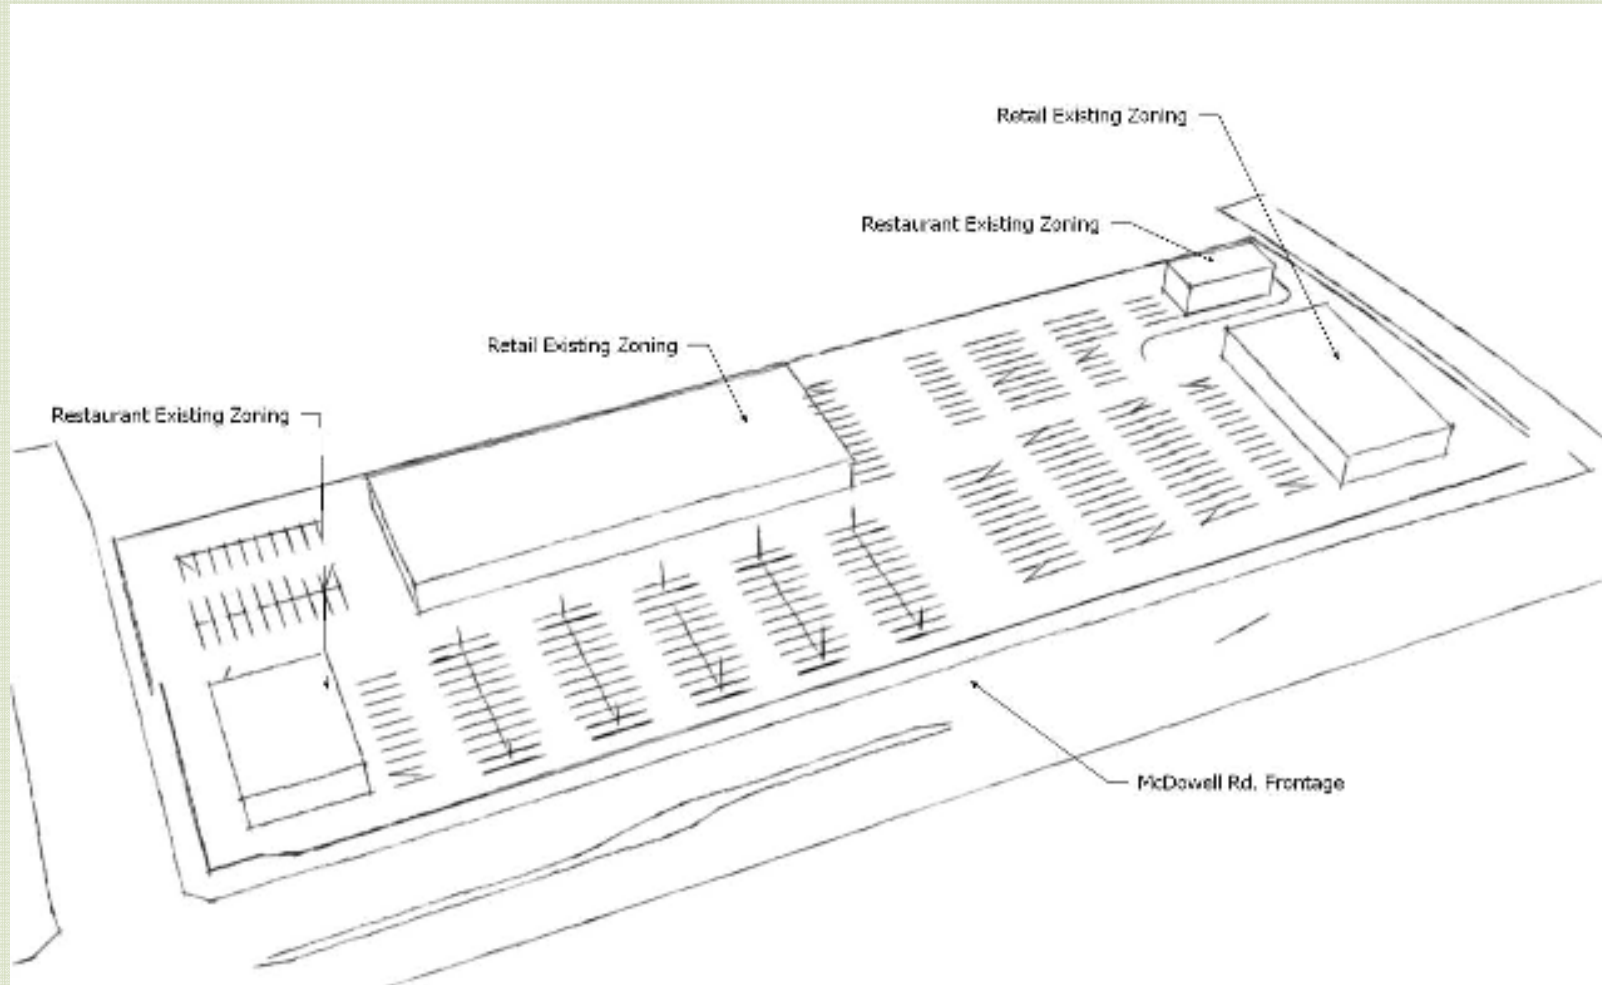 Retail Existing Zoning
Restaurant Existing Zoning
Retail Existing Zoning
Restaurant Existing Zoning
McDowell Rd. Frontage